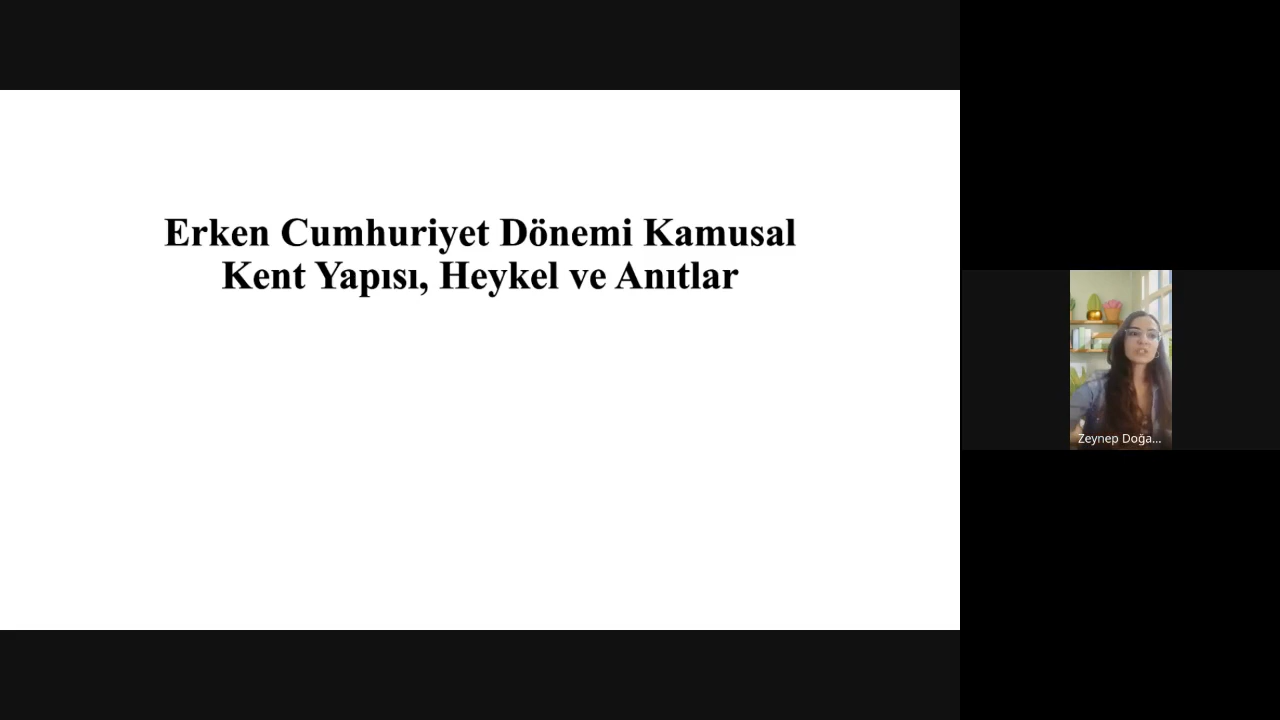 Erken Cumhuriyet Dönemi Kamusal
Kent Yapısı, Heykel ve Anıtlar
Zeynep Doğa...